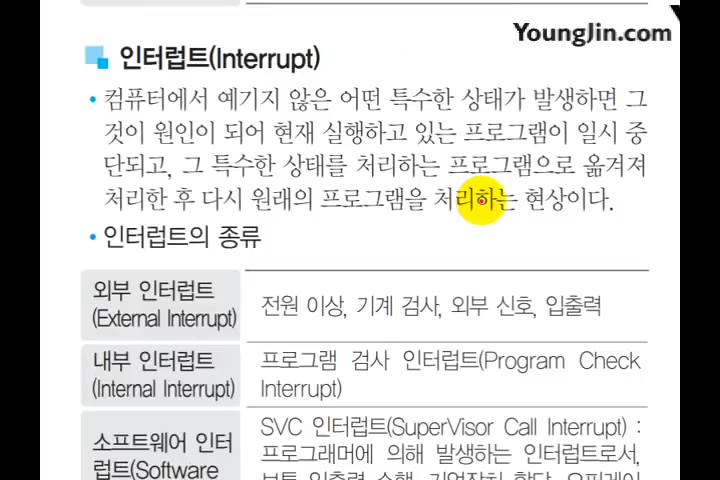 YoungJin.com
인터럽트(Interrupt)
• 컴퓨터에서 예기지 않은 어떤 특수한 상태가 발생하면 그
것이 원인이 되어 현재 실행하고 있는 프로그램이 일시 중
단되고, 그 특수한 상태를 처리하는 프로그램으로 옮겨져
처리한 후 다시 원래의 프로그램을 처리하는 현상이다.
• 인터럽트의 종류
외부 인터럽트
(External Interrupt)
전원 이상, 기계 검사, 외부 신호, 입출력
내부 인터럽트
(Internal Interrupt)
프로그램 검사 인터럽트(Program Check
Interrupt)
소프트웨어 인터
럽트(Software
SVC 인터럽트(SuperVisor Call Interrupt) :
프로그래머에 의해 발생하는 인터럽트로서,